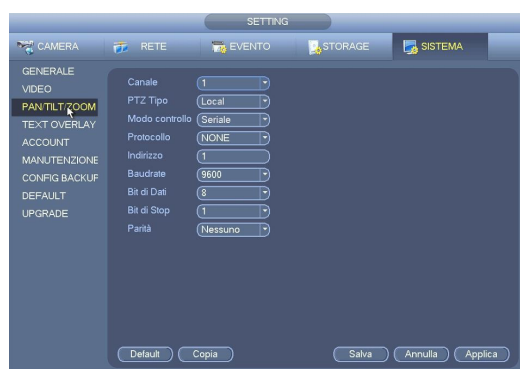 SETTING
CAMERA RETE EVENTO STORAGE SISTEMA
GENERALE
VIDEO
PAN/TILT/ZOOM
TEXT OVERLAY
ACCOUNT
MANUTENZIONE
CONFIG BACKUF
DEFAULT
UPGRADE
Canale 1
PTZ Tipo Local
Modo controllo Seriale
Protocollo NONE
Indirizzo 1
Baudrate 9600
Bit di Dati 8
Bit di Stop 1
Parità Nessuno
Default Copia Salva Annulla Applica